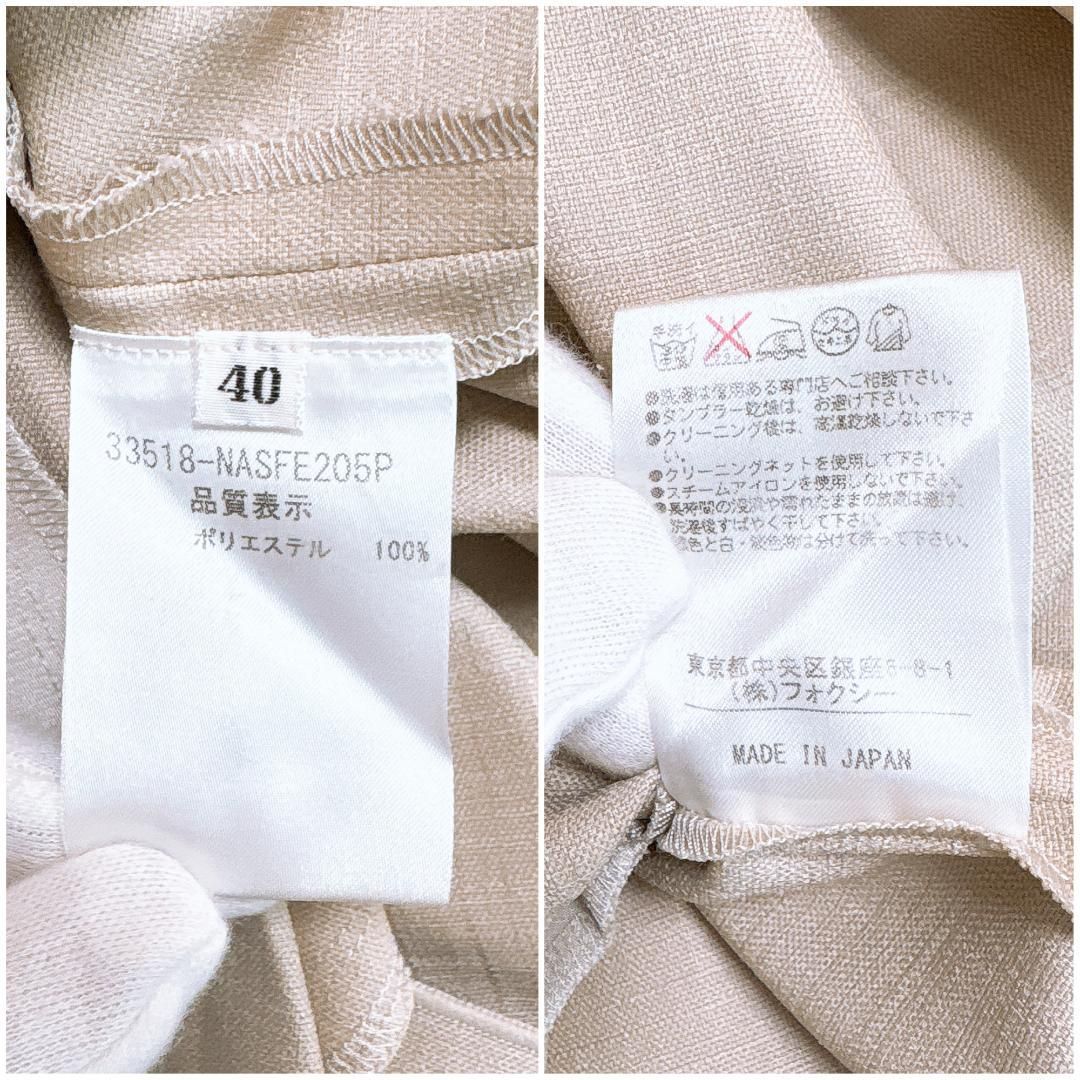 40
33518-NASFE205P
品質表示
ポリエステル 100%
手洗イ
●洗濯は信用ある専門店へご相談下さい。
●タンブラー乾燥は、お避け下さい。
●クリーニング後は、高温乾燥しないで下さ
い。
●クリーニングネットを使用して下さい。
●スチームアイロンを使用しないで下さい。
●長時間の浸漬や濡れたままの放置は避け、
洗濯後すばやく干して下さい。
色と白・淡色物は分けて洗って下さい。
東京都中央区銀座8-8-1
(株)フォクシー
MADE IN JAPAN